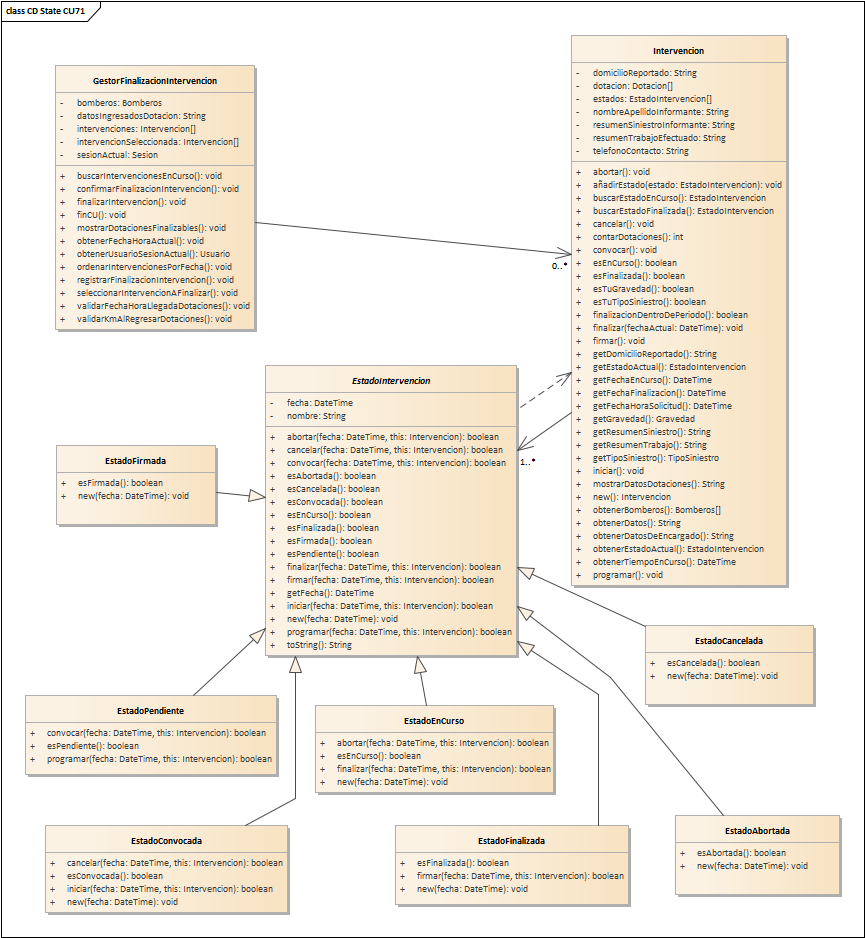 class CD State CU71
GestorFinalizacionIntervencion
- bomberos: Bomberos
- datosIngresadosDotacion: String
- intervenciones: Intervencion[]
- intervencionSeleccionada: Intervencion[]
- sesionActual: Sesion
+ buscarIntervencionesEnCurso(): void
+ confirmarFinalizacionIntervencion(): void
+ finalizarIntervencion(): void
+ finCU(): void
+ mostrarDotacionesFinalizables(): void
+ obtenerFechaHoraActual(): void
+ obtenerUsuarioSesionActual(): Usuario
+ ordenarIntervencionesPorFecha(): void
+ registrarFinalizacionIntervencion(): void
+ seleccionarIntervencionAFinalizar(): void
+ validarFechaHoraLlegadaDotaciones(): void
+ validarKmAlRegresarDotaciones(): void
Intervencion
- domicilioReportado: String
- dotacion: Dotacion[]
- estados: EstadoIntervencion[]
- nombreApellidoInformante: String
- resumenSiniestroInformante: String
- resumenTrabajoEfectuado: String
- telefonoContacto: String
+ abortar(): void
+ añadirEstado(estado: EstadoIntervencion): void
+ buscarEstadoEnCurso(): EstadoIntervencion
+ buscarEstadoFinalizada(): EstadoIntervencion
+ cancelar(): void
+ contarDotaciones(): int
+ convocar(): void
+ esEnCurso(): boolean
+ esFinalizada(): boolean
+ esTuGravedad(): boolean
+ esTuTipoSiniestro(): boolean
+ finalizacionDentroDePeriodo(): boolean
+ finalizar(fechaActual: DateTime): void
+ firmar(): void
+ getDomicilioReportado(): String
+ getEstadoActual(): EstadoIntervencion
+ getFechaEnCurso(): DateTime
+ getFechaFinalizacion(): DateTime
+ getFechaHoraSolicitud(): DateTime
+ getGravedad(): Gravedad
+ getResumenSiniestro(): String
+ getResumenTrabajo(): String
+ getTipoSiniestro(): TipoSiniestro
+ iniciar(): void
+ mostrarDatosDotaciones(): String
+ new(): Intervencion
+ obtenerBomberos(): Bomberos[]
+ obtenerDatos(): String
+ obtenerDatosDeEncargado(): String
+ obtenerEstadoActual(): EstadoIntervencion
+ obtenerTiempoEnCurso(): DateTime
+ programar(): void
0..*
EstadoIntervencion
- fecha: DateTime
- nombre: String
+ abortar(fecha: DateTime, this: Intervencion): boolean
+ cancelar(fecha: DateTime, this: Intervencion): boolean
+ convocar(fecha: DateTime, this: Intervencion): boolean
+ esAbortada(): boolean
+ esCancelada(): boolean
+ esConvocada(): boolean
+ esEnCurso(): boolean
+ esFinalizada(): boolean
+ esFirmada(): boolean
+ esPendiente(): boolean
+ finalizar(fecha: DateTime, this: Intervencion): boolean
+ firmar(fecha: DateTime, this: Intervencion): boolean
+ getFecha(): DateTime
+ iniciar(fecha: DateTime, this: Intervencion): boolean
+ new(fecha: DateTime): void
+ programar(fecha: DateTime, this: Intervencion): boolean
+ toString(): String
1..*
EstadoFirmada
+ esFirmada(): boolean
+ new(fecha: DateTime): void
EstadoCancelada
+ esCancelada(): boolean
+ new(fecha: DateTime): void
EstadoPendiente
+ convocar(fecha: DateTime, this: Intervencion): boolean
+ esPendiente(): boolean
+ programar(fecha: DateTime, this: Intervencion): boolean
EstadoEnCurso
+ abortar(fecha: DateTime, this: Intervencion): boolean
+ esEnCurso(): boolean
+ finalizar(fecha: DateTime, this: Intervencion): boolean
+ new(fecha: DateTime): void
EstadoConvocada
+ cancelar(fecha: DateTime, this: Intervencion): boolean
+ esConvocada(): boolean
+ iniciar(fecha: DateTime, this: Intervencion): boolean
+ new(fecha: DateTime): void
EstadoFinalizada
+ esFinalizada(): boolean
+ firmar(fecha: DateTime, this: Intervencion): boolean
+ new(fecha: DateTime): void
EstadoAbortada
+ esAbortada(): boolean
+ new(fecha: DateTime): void